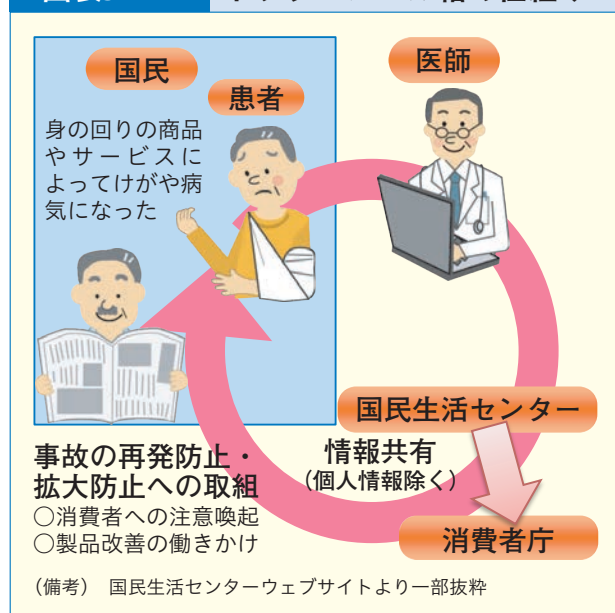 国民
患者
医師
身の回りの商品
やサービスに
よってけがや病
気になった
国民生活センター
情報共有
(個人情報除く)
消費者庁
事故の再発防止・
拡大防止への取組
○消費者への注意喚起
○製品改善の働きかけ
(備考) 国民生活センターウェブサイトより一部抜粋